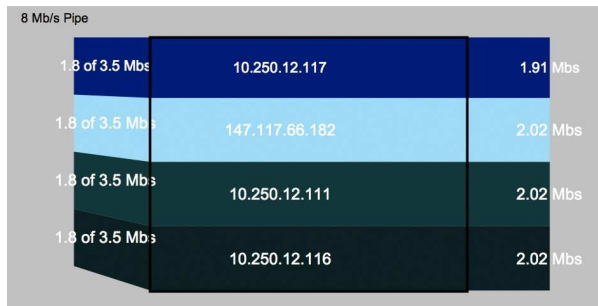 8 Mb/s Pipe
1.8 of 3.5 Mbs 10.250.12.117 1.91 Mbs
1.8 of 3.5 Mbs 147.117.66.182 2.02 Mbs
1.8 of 3.5 Mbs 10.250.12.111 2.02 Mbs
1.8 of 3.5 Mbs 10.250.12.116 2.02 Mbs